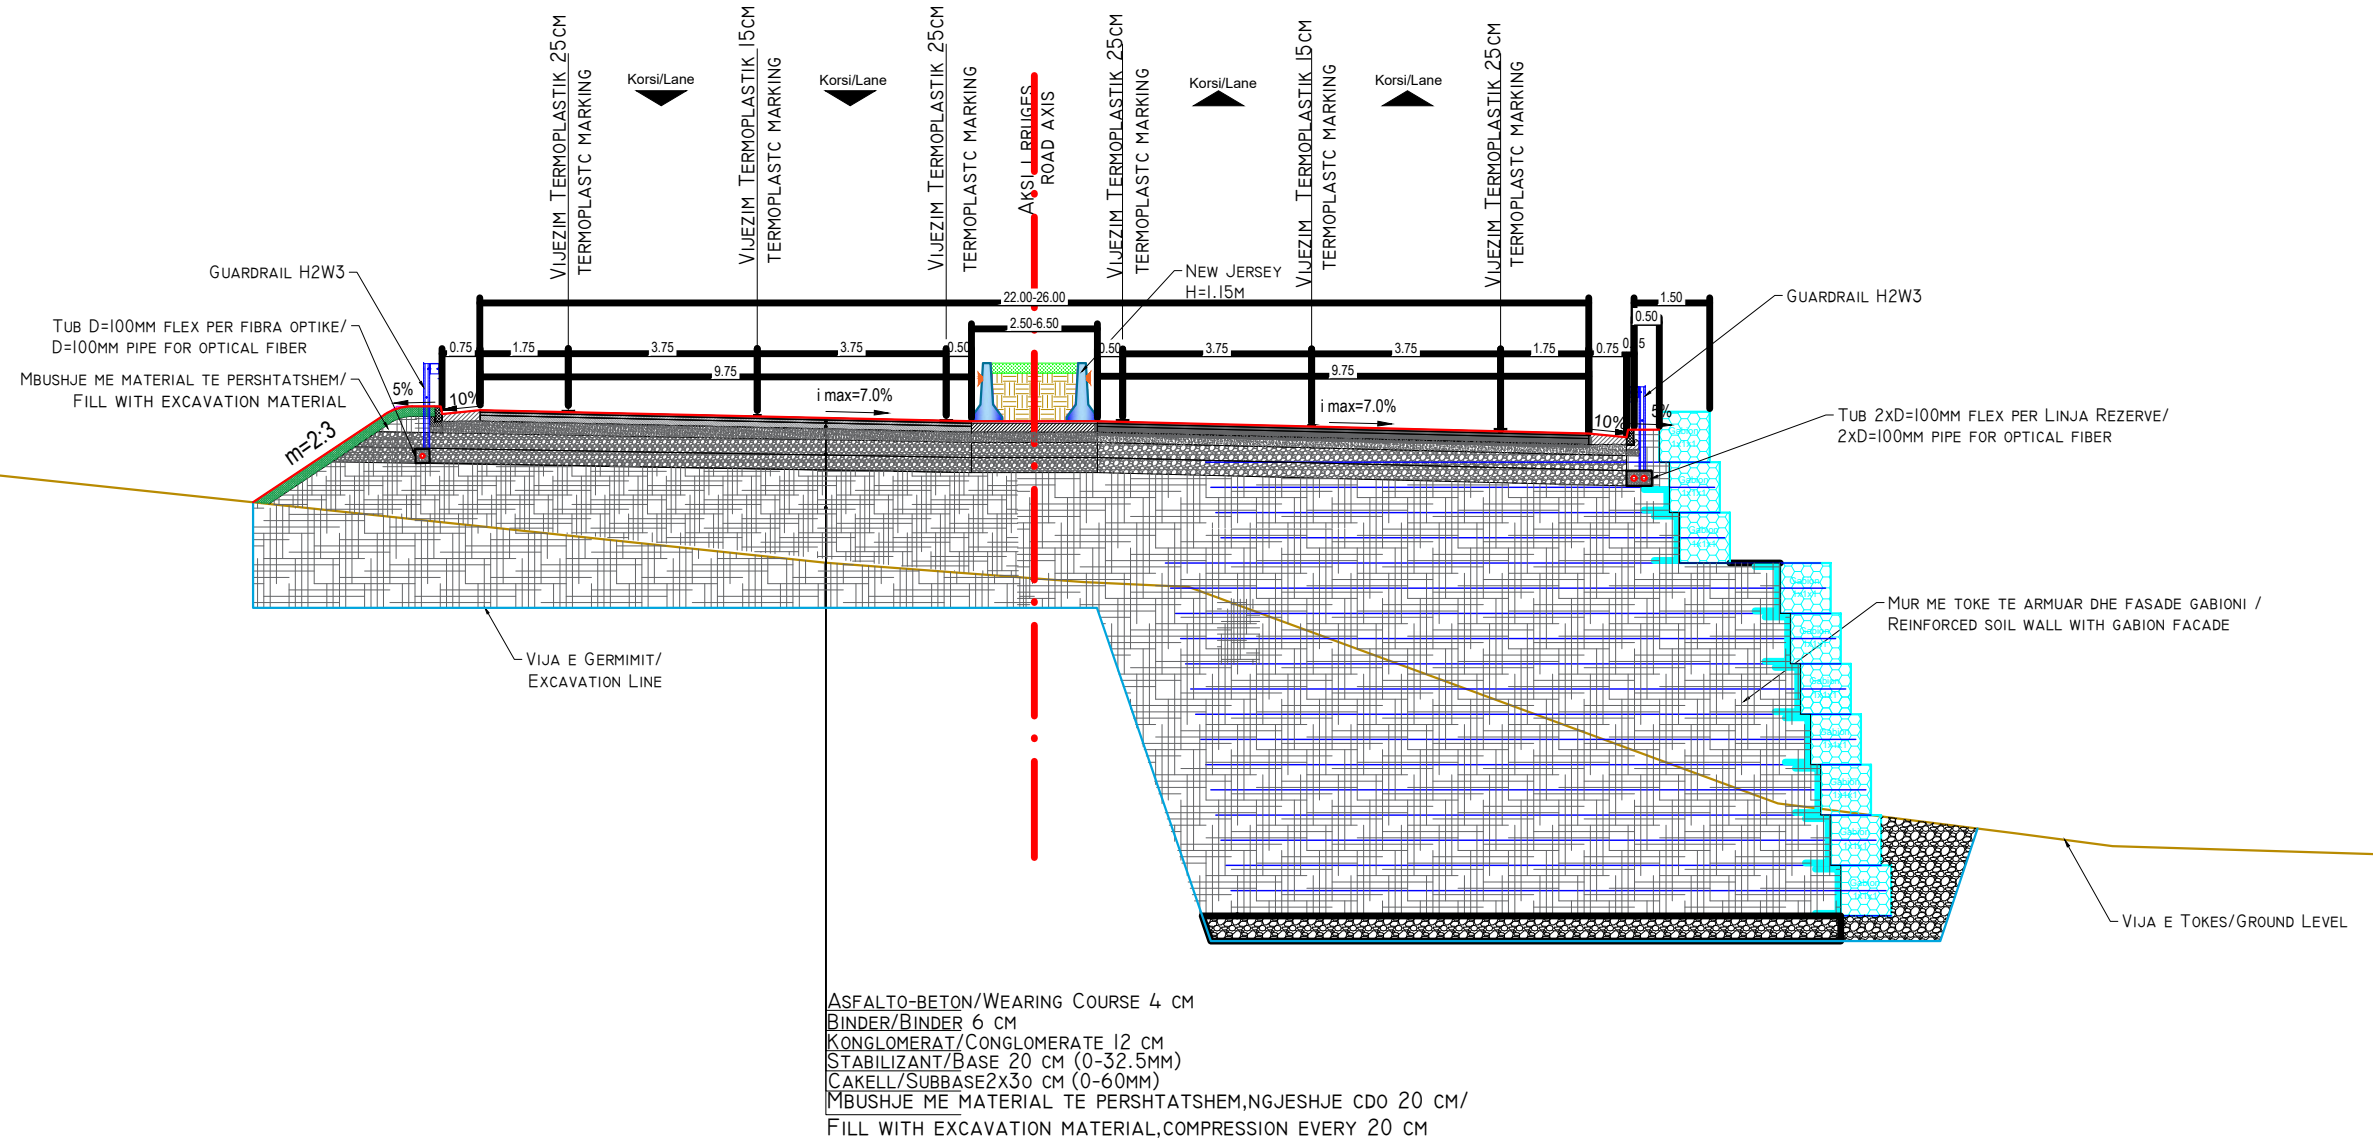 VIJEZIM TERMOPLASTIK 25CM
TERMOPLASTC MARKING
VIJEZIM TERMOPLASTIK 15CM
TERMOPLASTC MARKING
VIJEZIM TERMOPLASTIK 25CM
TERMOPLASTC MARKING
AKSI I RRUGES
ROAD AXIS
VIJEZIM TERMOPLASTIK 25CM
TERMOPLASTC MARKING
VIJEZIM TERMOPLASTIK 15CM
TERMOPLASTC MARKING
VIJEZIM TERMOPLASTIK 25CM
TERMOPLASTC MARKING
Korsi/Lane
Korsi/Lane
Korsi/Lane
Korsi/Lane
GUARDRAIL H2W3
NEW JERSEY
H=1.15M
GUARDRAIL H2W3
22.00-26.00
1.50
2.50-6.50
0.50
TUB D=100MM FLEX PER FIBRA OPTIKE/
D=100MM PIPE FOR OPTICAL FIBER
0.75
1.75
3.75
3.75
0.50
0.50
3.75
3.75
1.75
0.75
9.75
9.75
MBUSHJE ME MATERIAL TE PERSHTATSHEM/
FILL WITH EXCAVATION MATERIAL
5%
10%
i max=7.0%
i max=7.0%
10%
5%
m=2:3
TUB 2XD=100MM FLEX PER LINJA REZERVE/
2XD=100MM PIPE FOR OPTICAL FIBER
MUR ME TOKE TE ARMUAR DHE FASADE GABIONI /
REINFORCED SOIL WALL WITH GABION FACADE
VIJA E GERMIMIT/
EXCAVATION LINE
VIJA E TOKES/GROUND LEVEL
ASFALTO-BETON/WEARING COURSE 4 CM
BINDER/BINDER 6 CM
KONGLOMERAT/CONGLOMERATE 12 CM
STABILIZANT/BASE 20 CM (0-32.5MM)
CAKELL/SUBBASE2X30 CM (0-60MM)
MBUSHJE ME MATERIAL TE PERSHTATSHEM,NGJESHJE CDO 20 CM/
FILL WITH EXCAVATION MATERIAL,COMPRESSION EVERY 20 CM